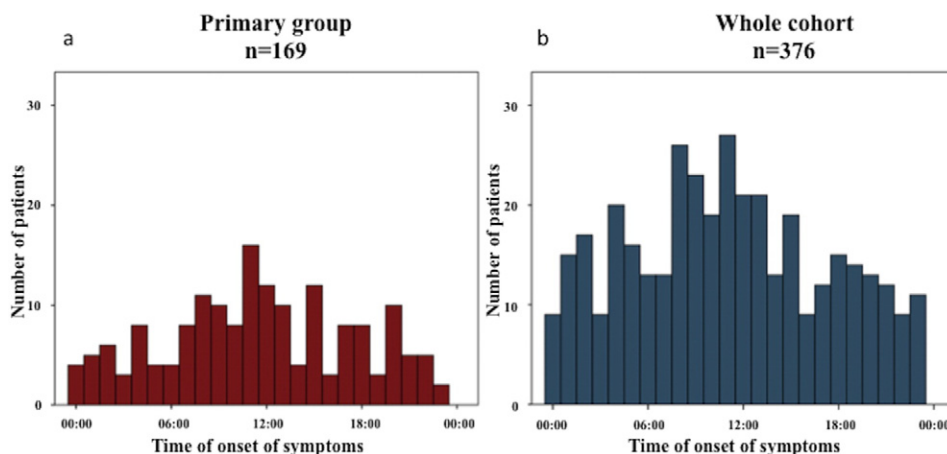 a
Primary group
n=169
Number of patients
30
20
10
0
00:00 06:00 12:00 18:00 00:00
Time of onset of symptoms
b
Whole cohort
n=376
Number of patients
30
20
10
0
00:00 06:00 12:00 18:00 00:00
Time of onset of symptoms